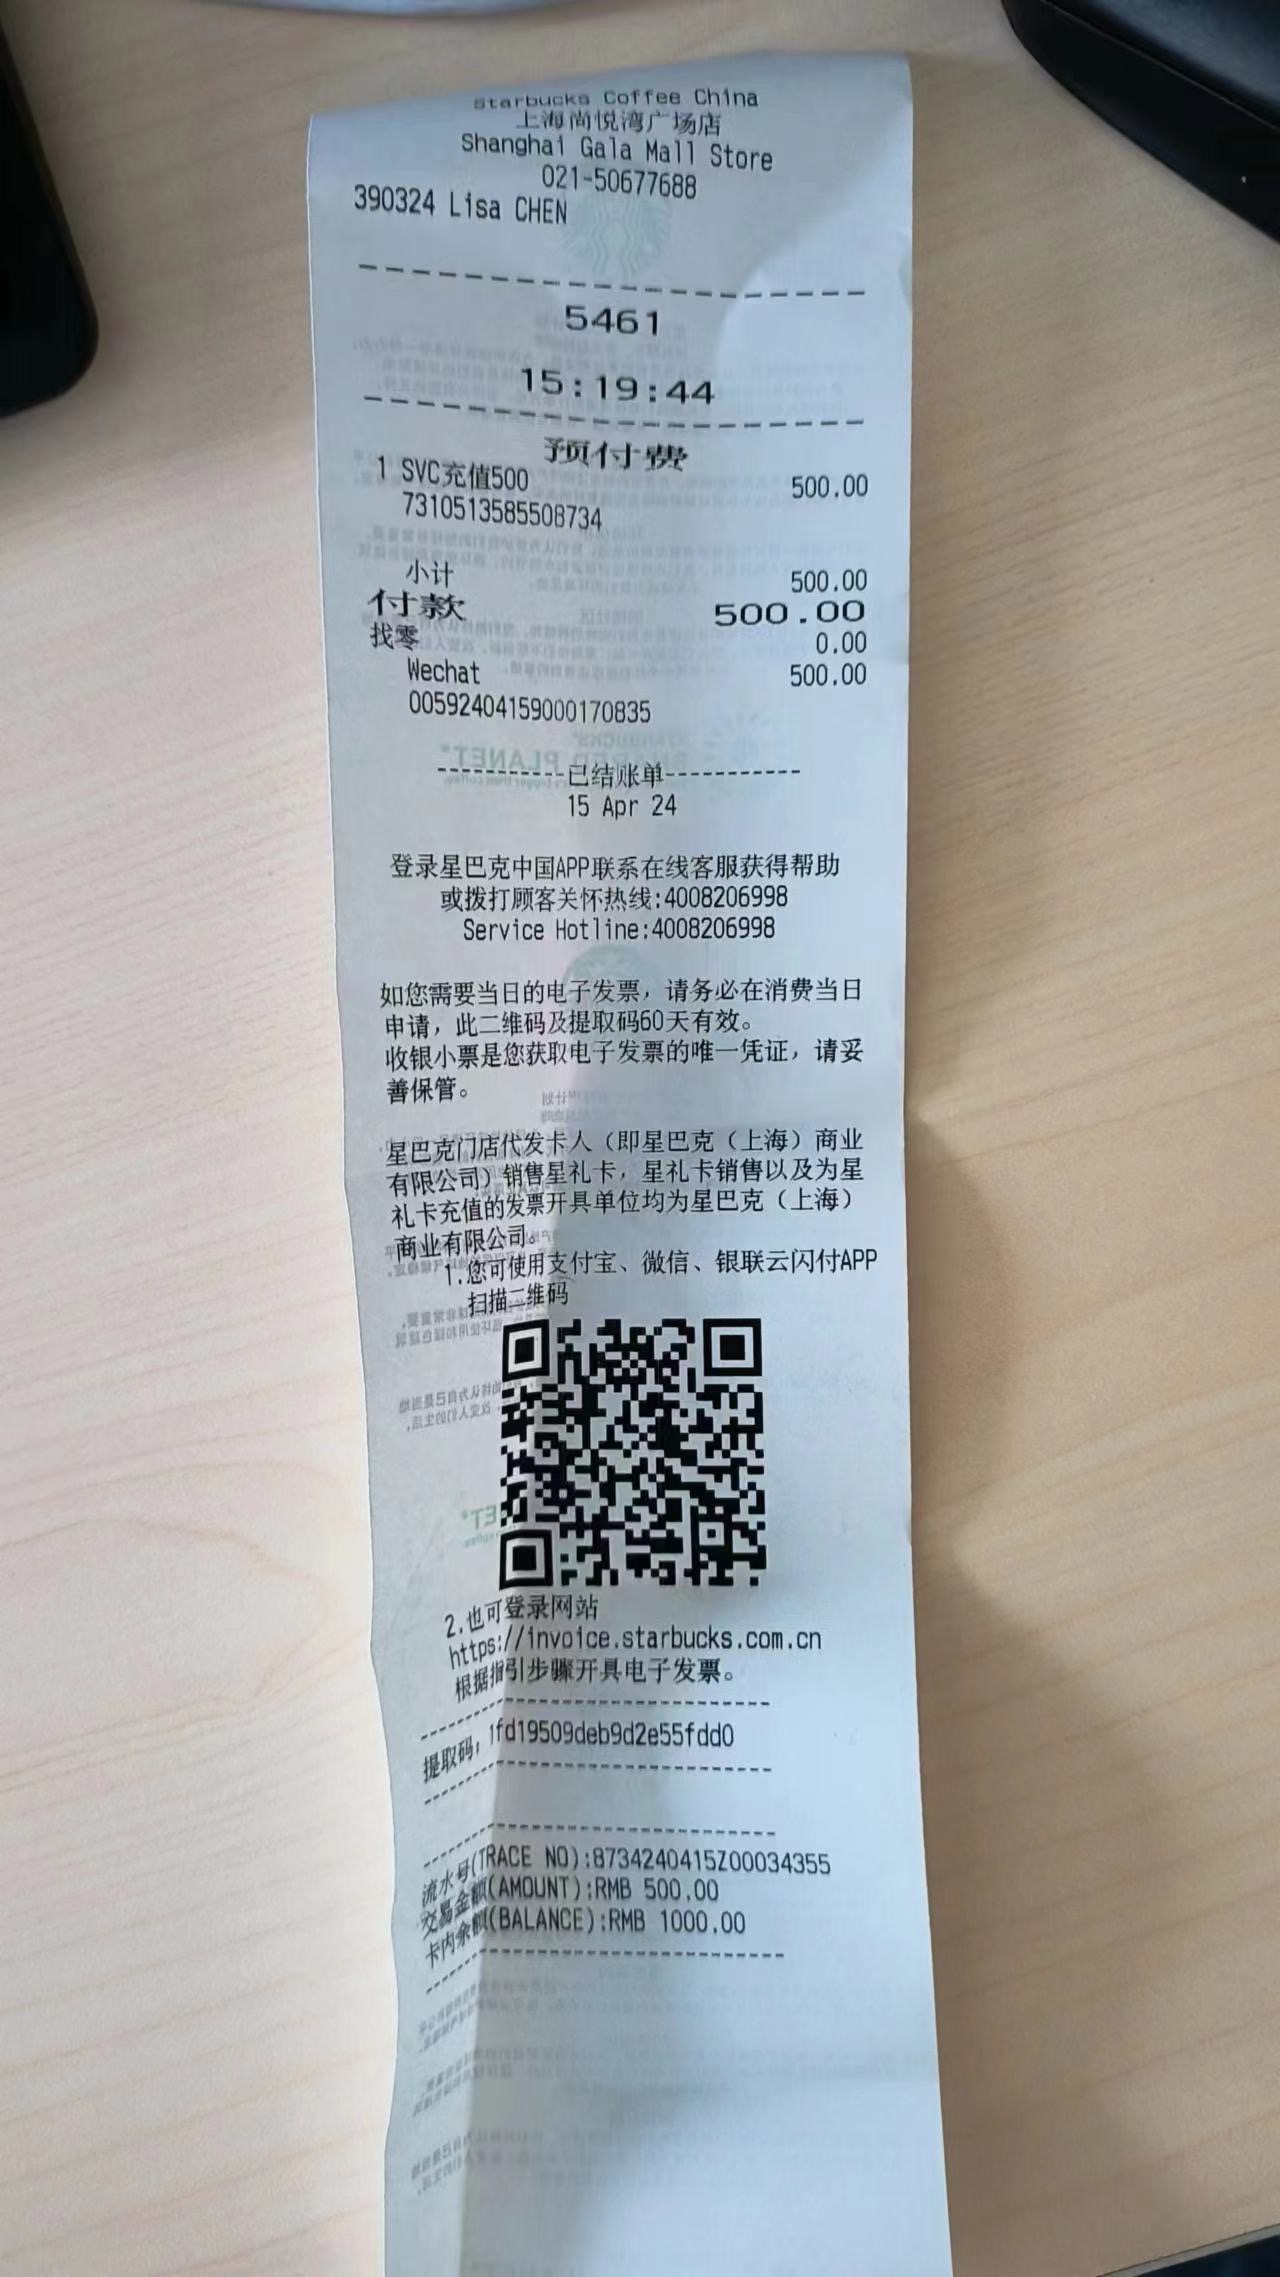 Starbucks Coffee China
上海尚悦湾广场店
Shanghai Gala Mall Store
021-50677688
390324 Lisa CHEN
5461
15:19:44
预付费
1 SVC充值500 500.00
7310513585508734
小计 500.00
付款 500.00
找零 0.00
Wechat 500.00
00592404159000170835
-----------已结账单-----------
15 Apr 24
登录星巴克中国APP联系在线客服获得帮助
或拨打顾客关怀热线:4008206998
Service Hotline:4008206998
如您需要当日的电子发票，请务必在消费当日
申请，此二维码及提取码60天有效。
收银小票是您获取电子发票的唯一凭证，请妥
善保管。
星巴克门店代发卡人（即星巴克（上海）商业
有限公司）销售星礼卡，星礼卡销售以及为星
礼卡充值的发票开具单位均为星巴克（上海）
商业有限公司。
1.您可使用支付宝、微信、银联云闪付APP
扫描二维码
2.也可登录网站
https://invoice.starbucks.com.cn
根据指引步骤开具电子发票。
提取码：1fd19509deb9d2e55fdd0
流水号(TRACE NO):8734240415Z00034355
交易金额(AMOUNT):RMB 500.00
卡内余额(BALANCE):RMB 1000.00